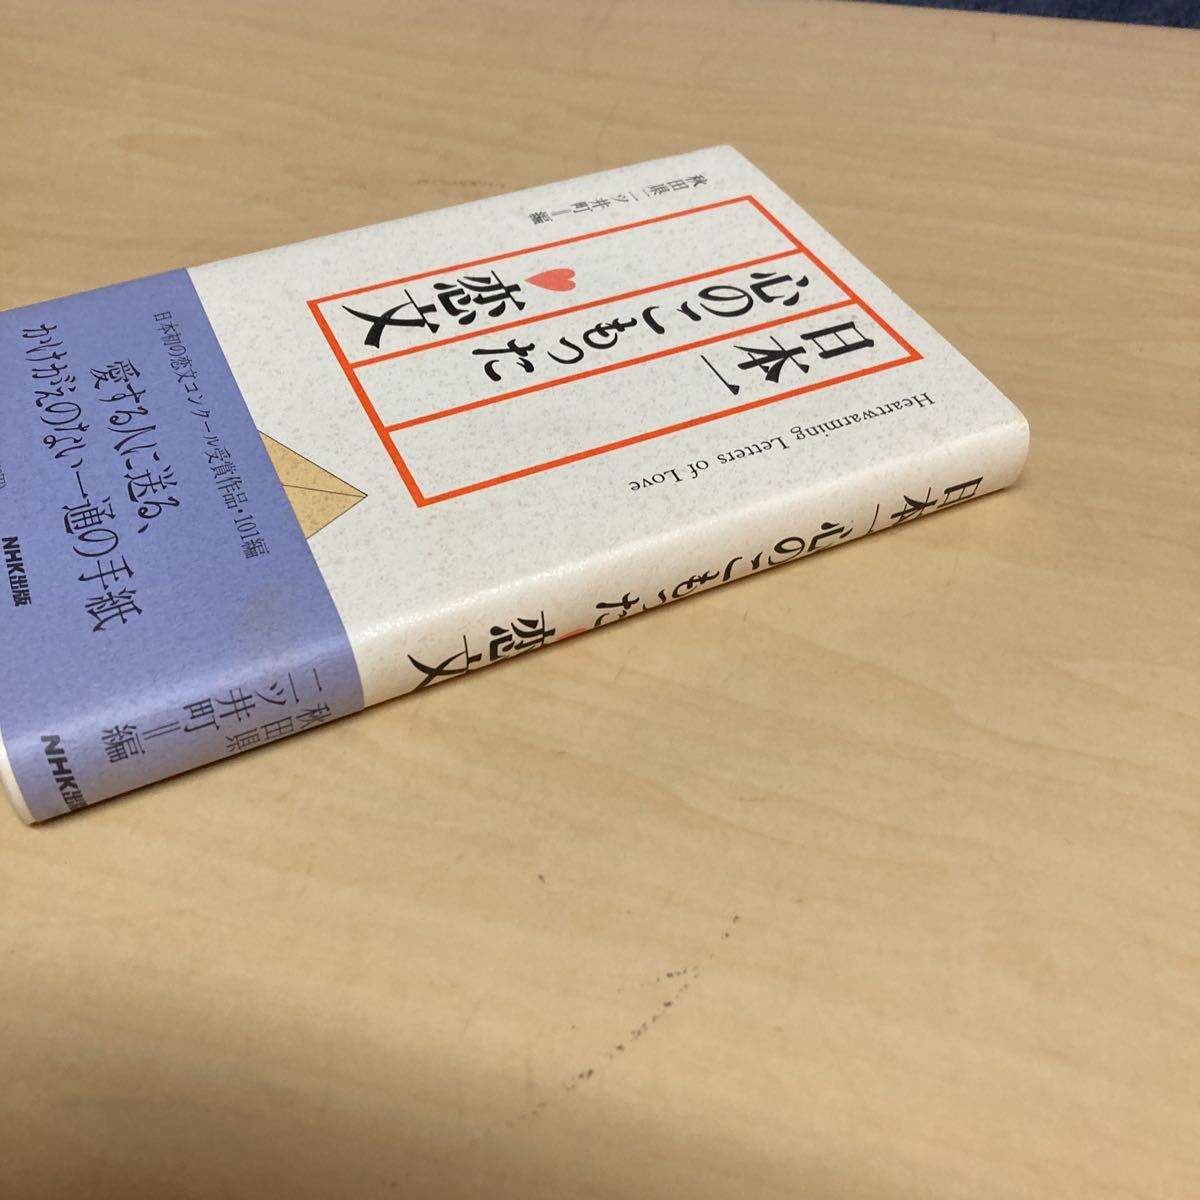 日本一
心のこもった
恋文
秋田県二ツ井町=編
Heartwarming Letters of Love
日本初の恋文コンクール受賞作品・101編
愛する人に送る、
かけがえのない一通の手紙
NHK出版
日本一心のこもった恋文
秋田県
二ツ井町=編
NHK出版